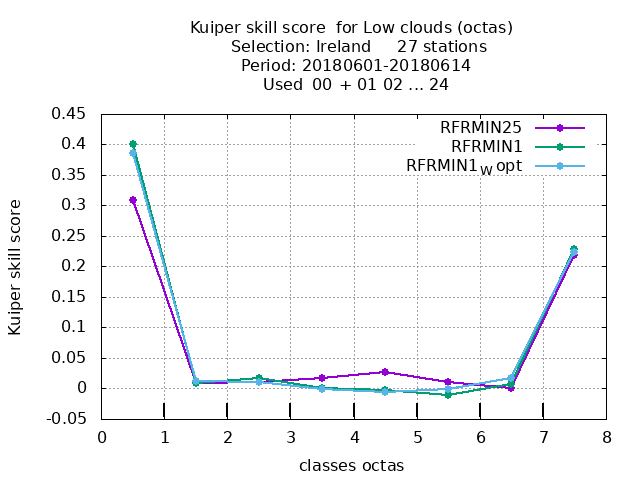 Kuiper skill score for Low clouds (octas)
Selection: Ireland 27 stations
Period: 20180601-20180614
Used 00 + 01 02 ... 24
RFRMIN25
RFRMIN1
RFRMIN1w opt
0.45
0.4
0.35
0.3
0.25
0.2
0.15
0.1
0.05
0
-0.05
Kuiper skill score
0 1 2 3 4 5 6 7 8
classes octas